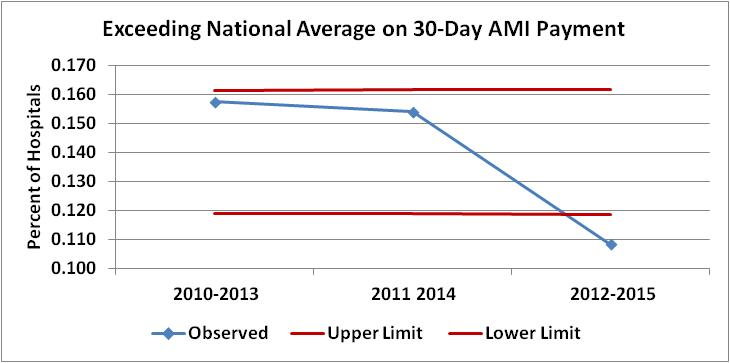 Exceeding National Average on 30-Day AMI Payment
Percent of Hospitals
0.170
0.160
0.150
0.140
0.130
0.120
0.110
0.100
2010-2013 2011 2014 2012-2015
Observed Upper Limit Lower Limit